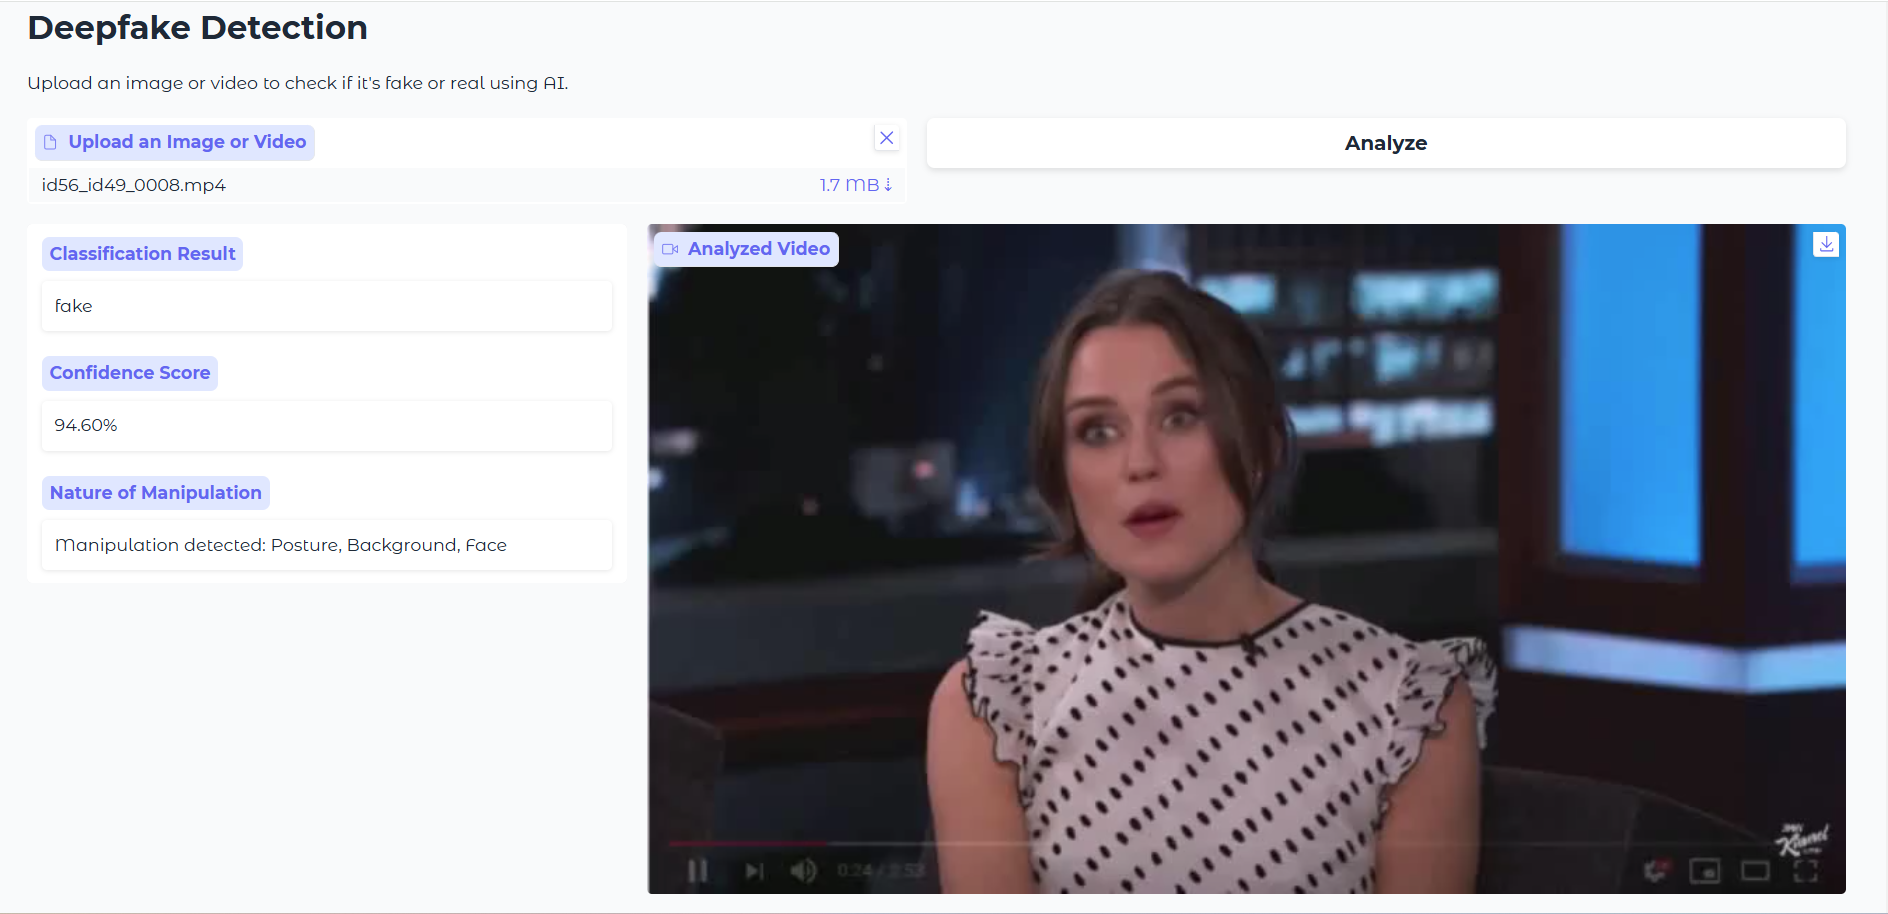 Deepfake Detection
Upload an image or video to check if it's fake or real using AI.
Upload an Image or Video
id56_id49_0008.mp4
1.7 MB ↓
Analyze
Classification Result
fake
Confidence Score
94.60%
Nature of Manipulation
Manipulation detected: Posture, Background, Face
Analyzed Video
0:24 / 2:53